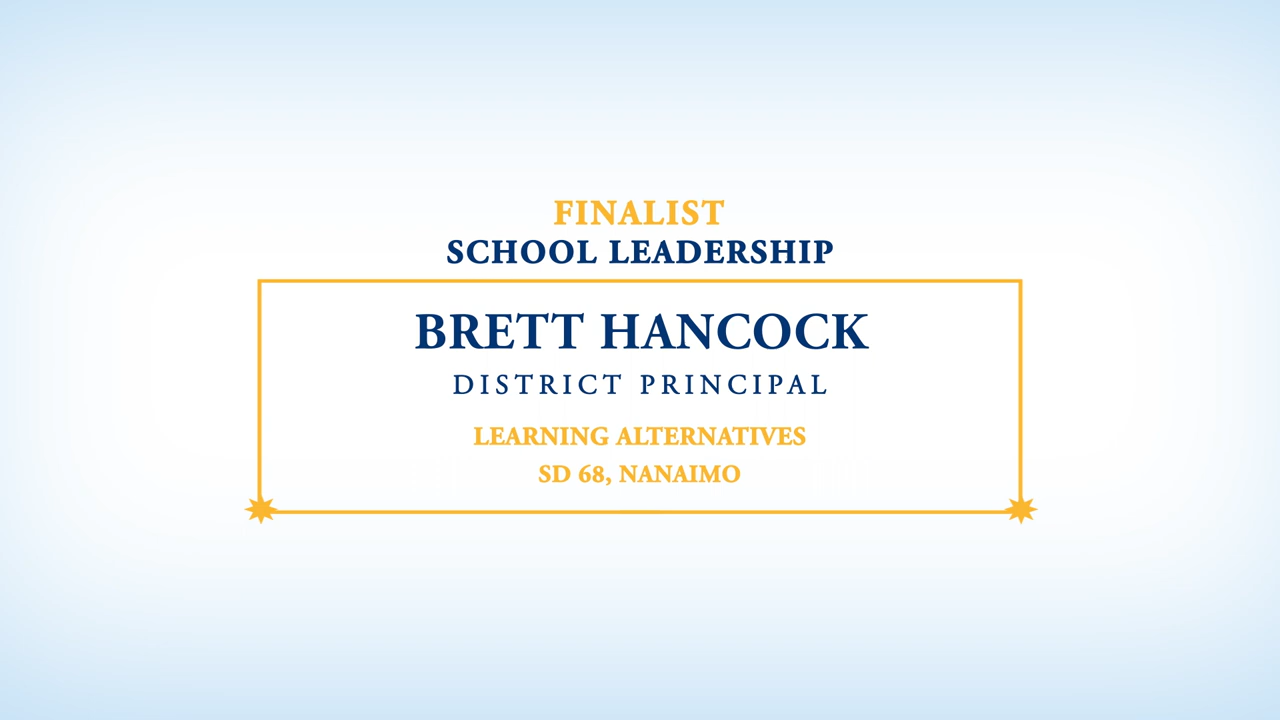 FINALIST
SCHOOL LEADERSHIP
BRETT HANCOCK
DISTRICT PRINCIPAL
LEARNING ALTERNATIVES
SD 68, NANAIMO